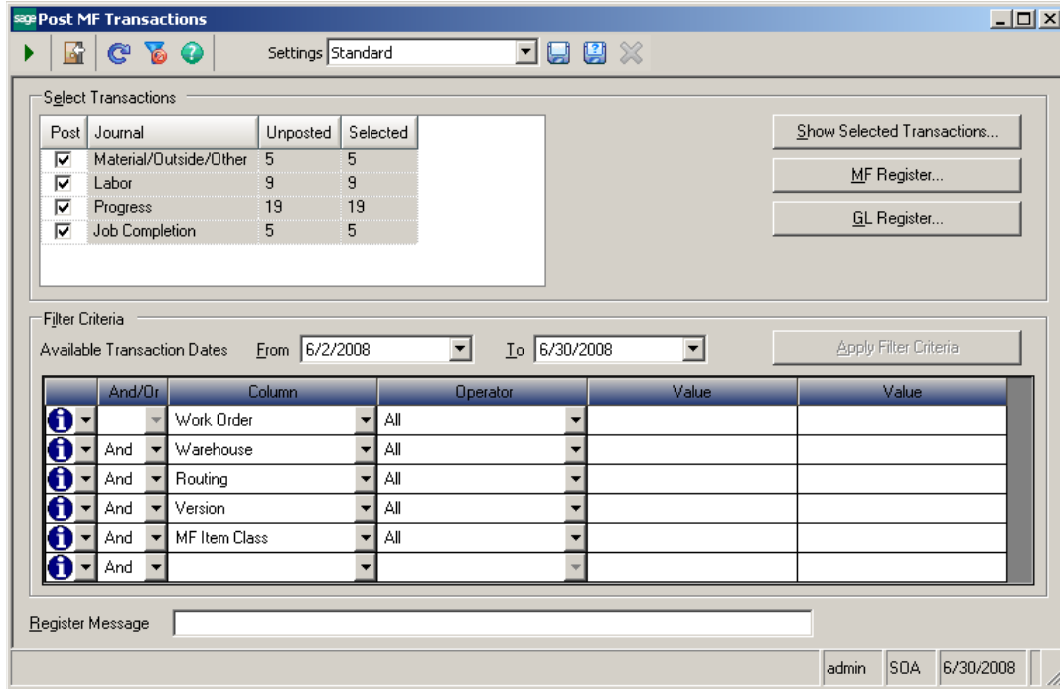 sage Post MF Transactions
Settings Standard
Select Transactions
Post Journal Unposted Selected
Material/Outside/Other 5 5
Labor 9 9
Progress 19 19
Job Completion 5 5
Show Selected Transactions...
MF Register...
GL Register...
Filter Criteria
Available Transaction Dates From 6/2/2008 To 6/30/2008 Apply Filter Criteria
And/Or Column Operator Value Value
Work Order All
And Warehouse All
And Routing All
And Version All
And MF Item Class All
And
Register Message
admin SOA 6/30/2008